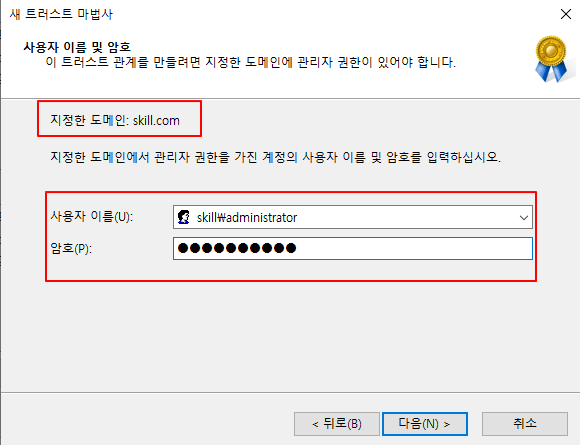 새 트러스트 마법사
사용자 이름 및 암호
이 트러스트 관계를 만들려면 지정한 도메인에 관리자 권한이 있어야 합니다.
지정한 도메인: skill.com
지정한 도메인에서 관리자 권한을 가진 계정의 사용자 이름 및 암호를 입력하십시오.
사용자 이름(U): skill₩administrator
암호(P): ●●●●●●●●●●
< 뒤로(B) 다음(N) > 취소